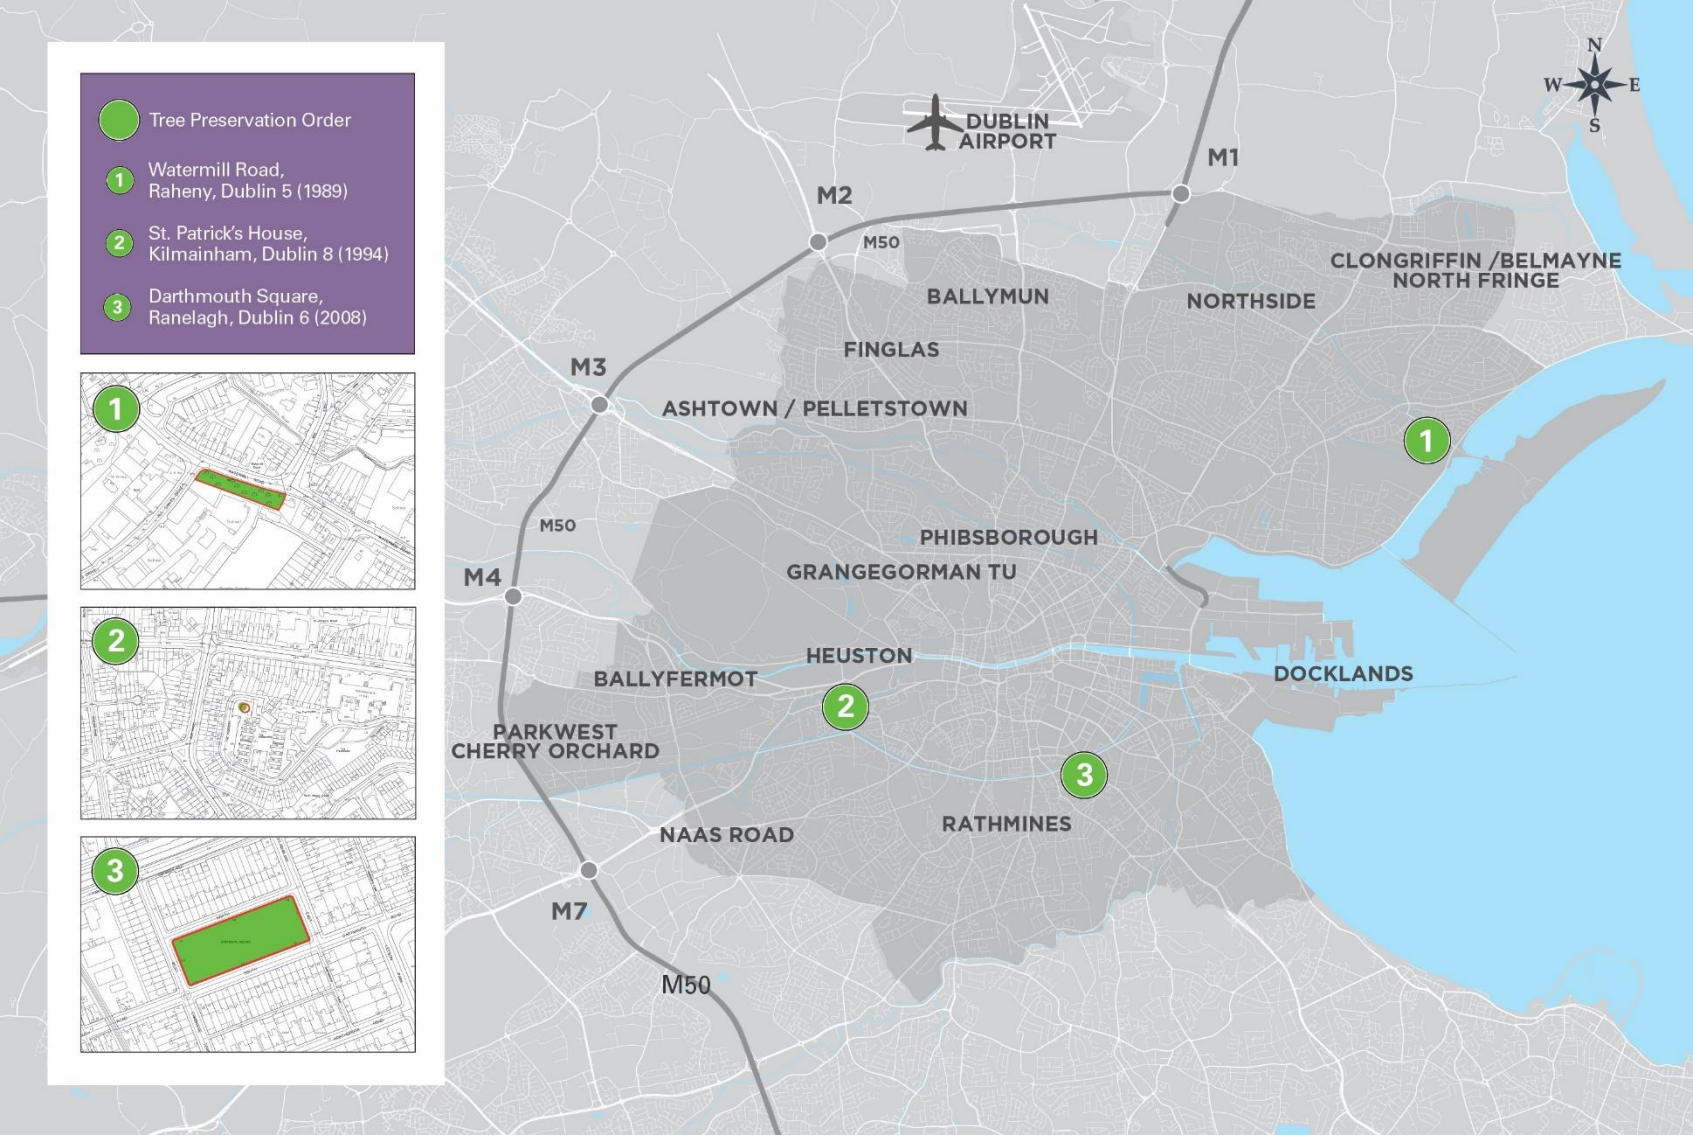 Tree Preservation Order
1
Watermill Road,
Raheny, Dublin 5 (1989)
2
St. Patrick's House,
Kilmainham, Dublin 8 (1994)
3
Darthmouth Square,
Ranelagh, Dublin 6 (2008)
1
2
3
N
W
E
S
DUBLIN
AIRPORT
M1
M2
M50
CLONGRIFFIN /BELMAYNE
NORTH FRINGE
BALLYMUN
NORTHSIDE
FINGLAS
M3
ASHTOWN / PELLETSTOWN
1
M50
PHIBSBOROUGH
GRANGEGORMAN TU
M4
HEUSTON
BALLYFERMOT
DOCKLANDS
2
PARKWEST
CHERRY ORCHARD
3
RATHMINES
NAAS ROAD
M7
M50